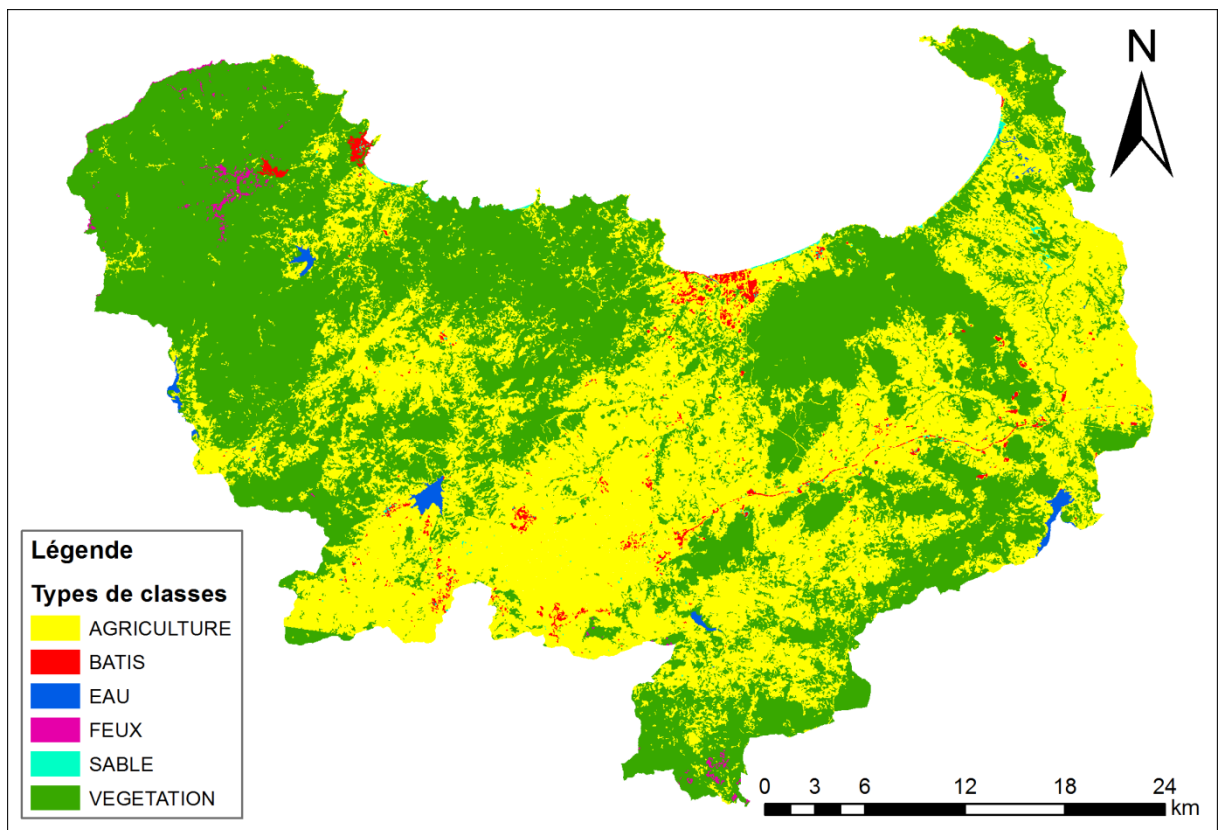 N
Légende
Types de classes
AGRICULTURE
BATIS
EAU
FEUX
SABLE
VEGETATION
0 3 6 12 18 24
km